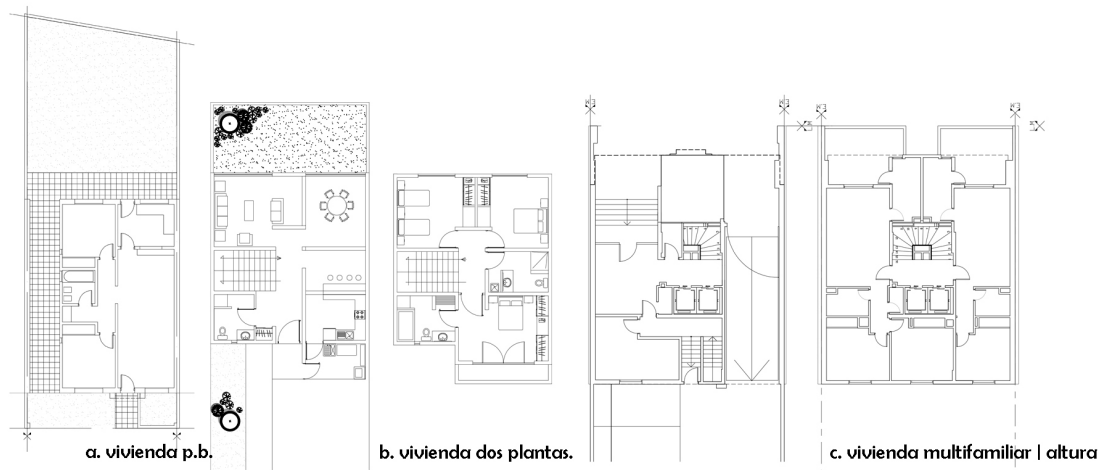 a. vivienda p.b.
b. vivienda dos plantas.
c. vivienda multifamiliar | altura